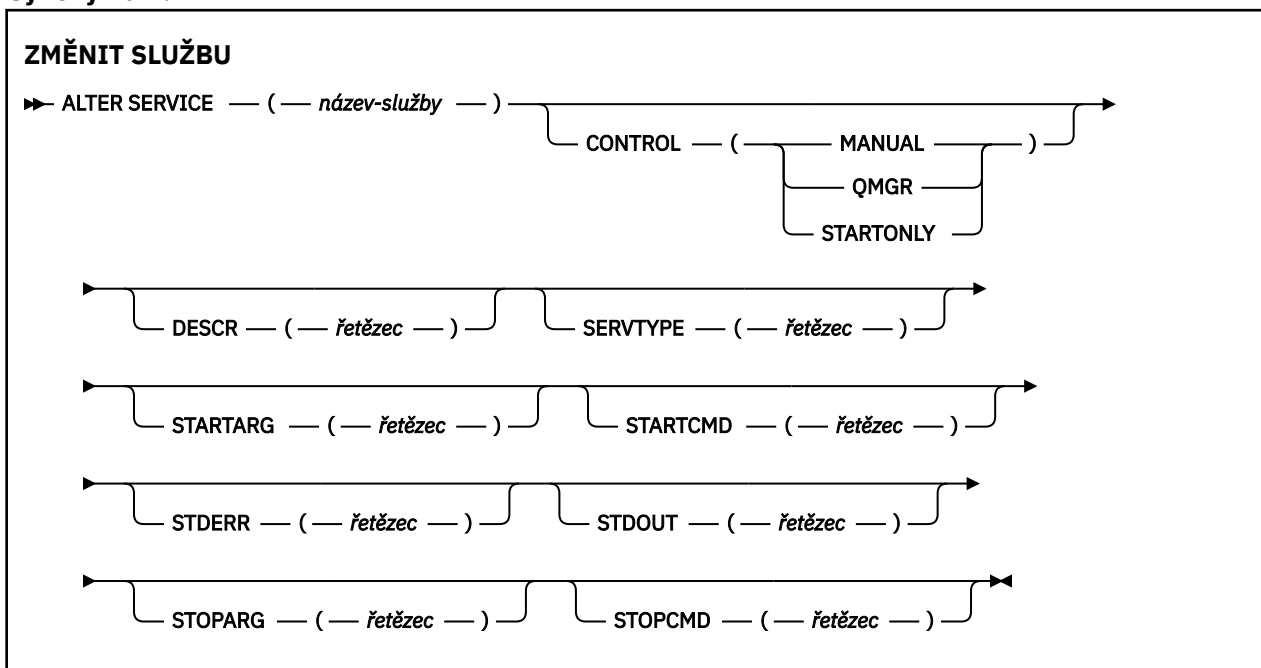 ZMĚNIT SLUŽBU
ALTER SERVICE ( název-služby )
CONTROL ( MANUAL )
QMGR
STARTONLY
DESCR ( řetězec ) SERVTYPE ( řetězec )
STARTARG ( řetězec ) STARTCMD ( řetězec )
STDERR ( řetězec ) STDOUT ( řetězec )
STOPARG ( řetězec ) STOPCMD ( řetězec )